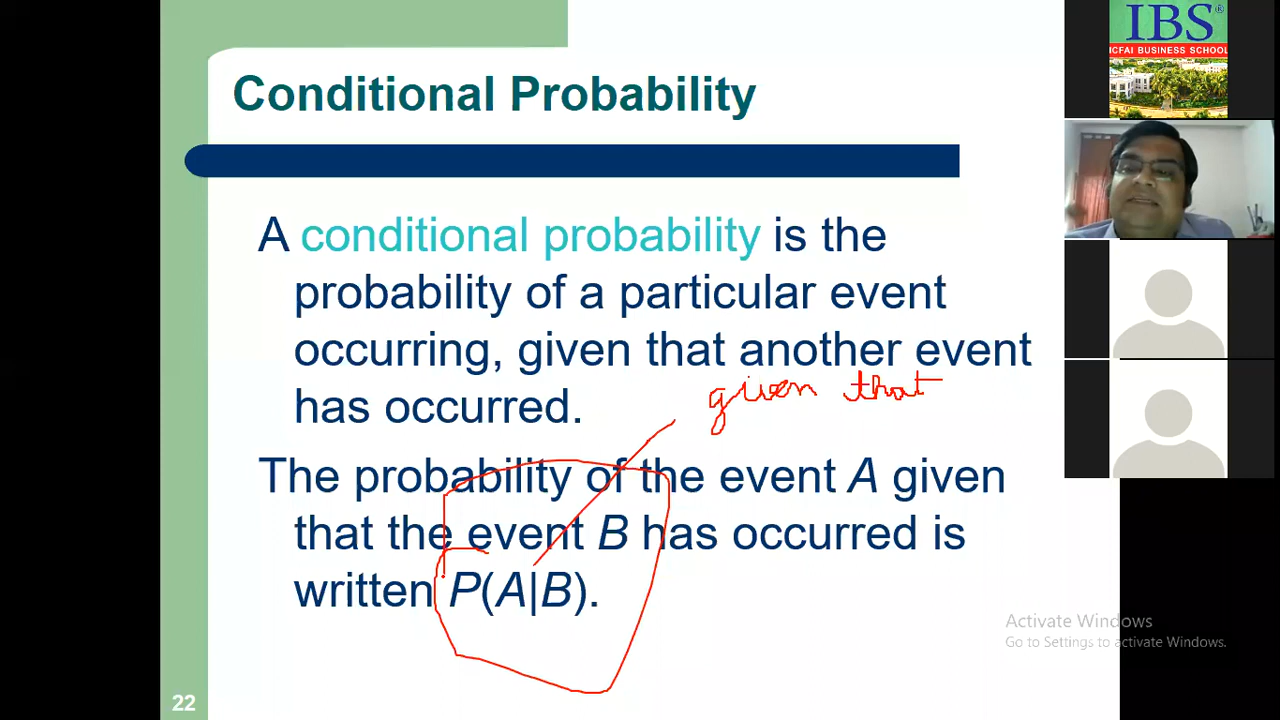 Conditional Probability
A conditional probability is the
probability of a particular event
occurring, given that another event
has occurred.
given that
The probability of the event A given
that the event B has occurred is
written P(A|B).
22
IBS®
ICFAI BUSINESS SCHOOL
Activate Windows
Go to Settings to activate Windows.